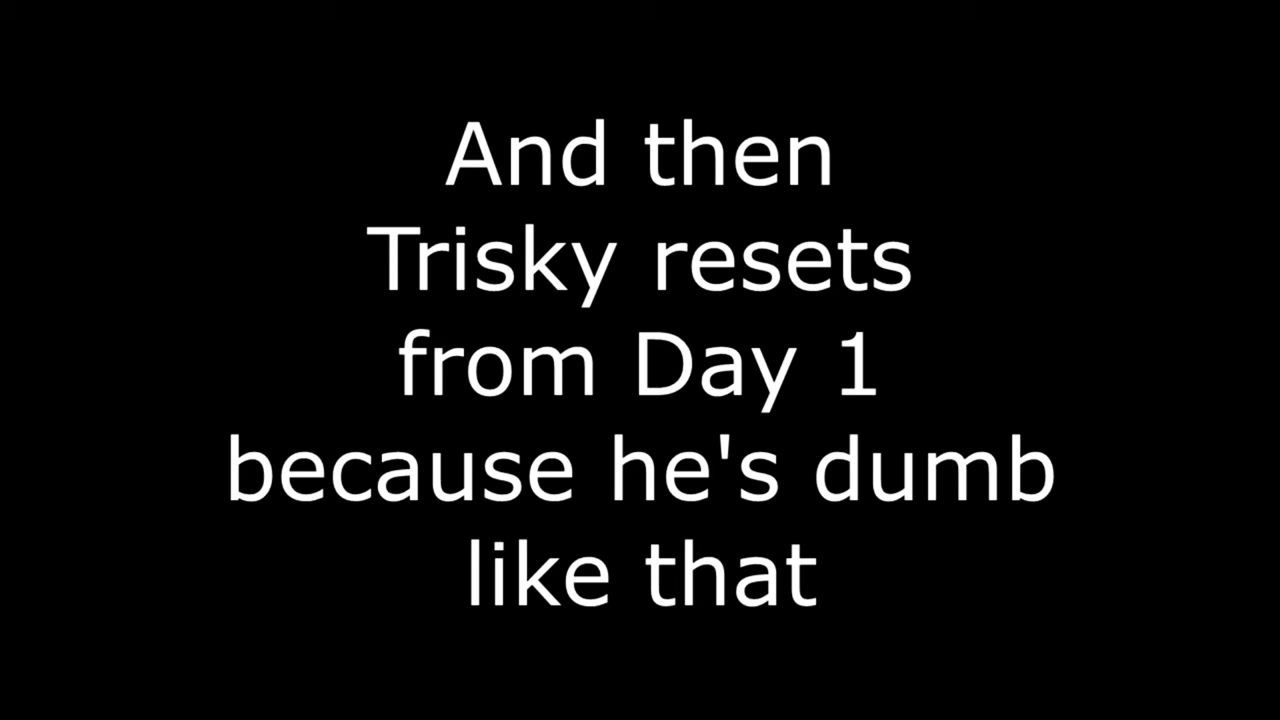 And then
Trisky resets
from Day 1
because he's dumb
like that